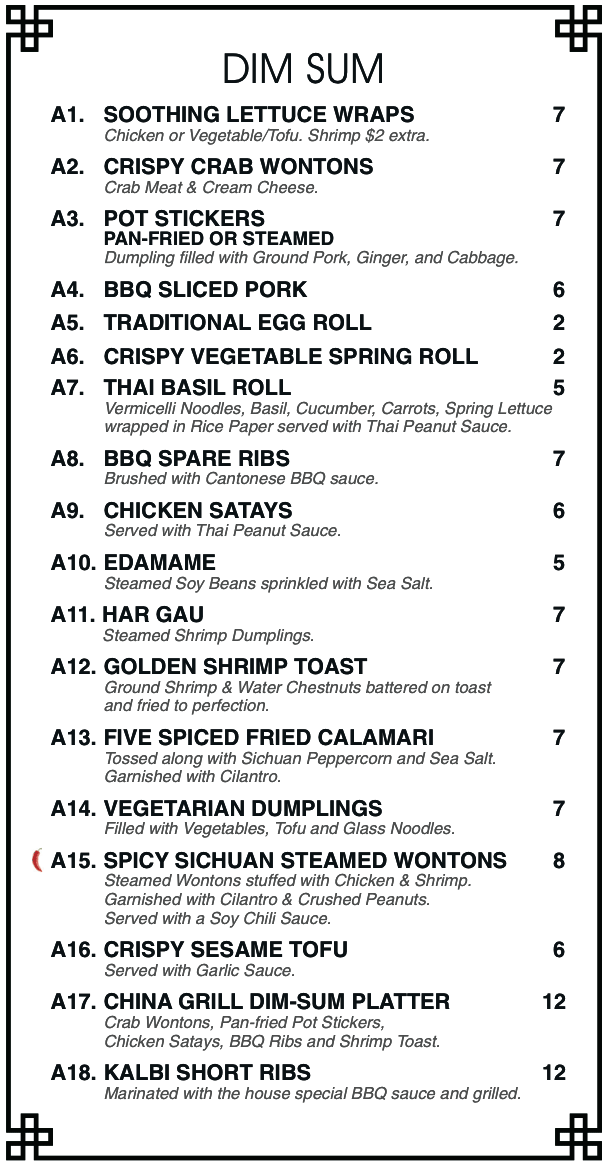 DIM SUM
A1. SOOTHING LETTUCE WRAPS 7
Chicken or Vegetable/Tofu. Shrimp $2 extra.
A2. CRISPY CRAB WONTONS 7
Crab Meat & Cream Cheese.
A3. POT STICKERS 7
PAN-FRIED OR STEAMED
Dumpling filled with Ground Pork, Ginger, and Cabbage.
A4. BBQ SLICED PORK 6
A5. TRADITIONAL EGG ROLL 2
A6. CRISPY VEGETABLE SPRING ROLL 2
A7. THAI BASIL ROLL 5
Vermicelli Noodles, Basil, Cucumber, Carrots, Spring Lettuce
wrapped in Rice Paper served with Thai Peanut Sauce.
A8. BBQ SPARE RIBS 7
Brushed with Cantonese BBQ sauce.
A9. CHICKEN SATAYS 6
Served with Thai Peanut Sauce.
A10. EDAMAME 5
Steamed Soy Beans sprinkled with Sea Salt.
A11. HAR GAU 7
Steamed Shrimp Dumplings.
A12. GOLDEN SHRIMP TOAST 7
Ground Shrimp & Water Chestnuts battered on toast
and fried to perfection.
A13. FIVE SPICED FRIED CALAMARI 7
Tossed along with Sichuan Peppercorn and Sea Salt.
Garnished with Cilantro.
A14. VEGETARIAN DUMPLINGS 7
Filled with Vegetables, Tofu and Glass Noodles.
A15. SPICY SICHUAN STEAMED WONTONS 8
Steamed Wontons stuffed with Chicken & Shrimp.
Garnished with Cilantro & Crushed Peanuts.
Served with a Soy Chili Sauce.
A16. CRISPY SESAME TOFU 6
Served with Garlic Sauce.
A17. CHINA GRILL DIM-SUM PLATTER 12
Crab Wontons, Pan-fried Pot Stickers,
Chicken Satays, BBQ Ribs and Shrimp Toast.
A18. KALBI SHORT RIBS 12
Marinated with the house special BBQ sauce and grilled.